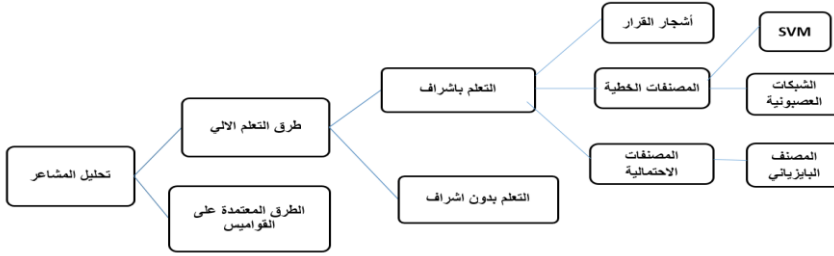 تحليل المشاعر
طرق التعلم الالي
الطرق المعتمدة على
القواميس
التعلم باشراف
التعلم بدون اشراف
أشجار القرار
المصنفات الخطية
المصنفات
الاحتمالية
SVM
الشبكات
العصبونية
المصنف
البايزياني